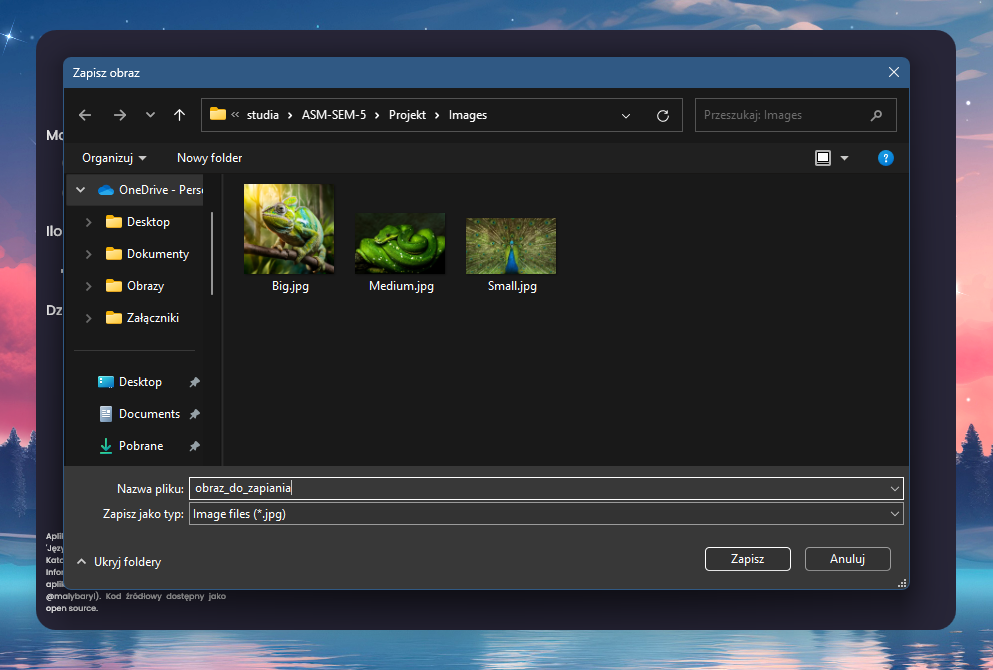 Zapisz obraz
« studia › ASM-SEM-5 › Projekt › Images
Przeszukaj: Images
Organizuj
Nowy folder
OneDrive - Perso
Desktop
Dokumenty
Obrazy
Załączniki
Desktop
Documents
Pobrane
Big.jpg
Medium.jpg
Small.jpg
Nazwa pliku: obraz_do_zapiania
Zapisz jako typ: Image files (*.jpg)
Ukryj foldery
Zapisz
Anuluj
Ilo
Dz
Apli
'Języ
Kato
Infor
aplik
@malybaryl). Kod źródłowy dostępny jako
open source.